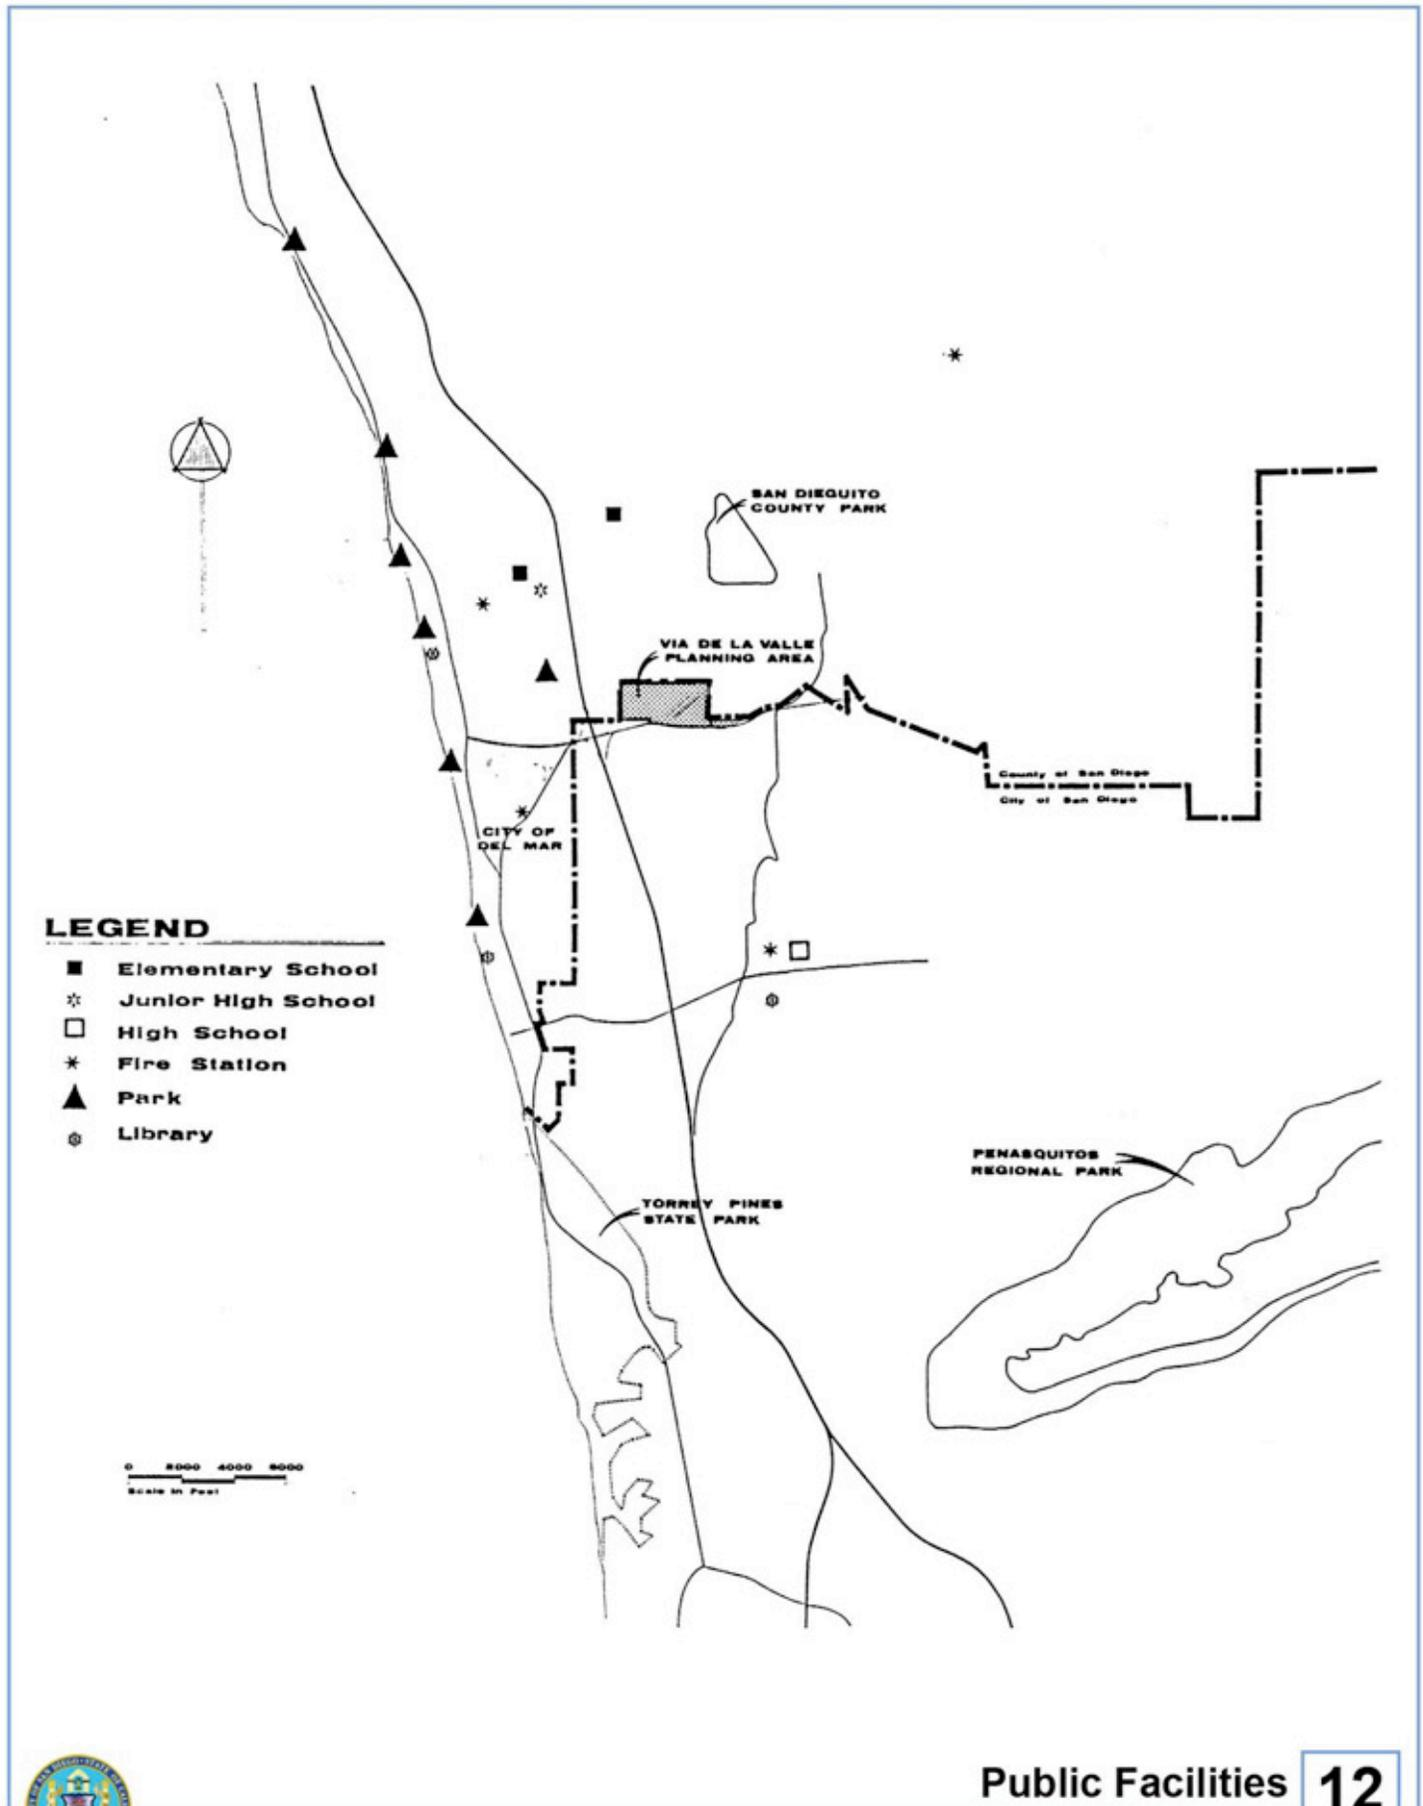 SAN DIEGUITO
COUNTY PARK
VIA DE LA VALLE
PLANNING AREA
County of San Diego
City of San Diego
CITY OF
DEL MAR
LEGEND
Elementary School
Junior High School
High School
Fire Station
Park
Library
PENASQUITOS
REGIONAL PARK
TORREY PINES
STATE PARK
0 2000 4000 6000
Scale in Feet
Public Facilities 12